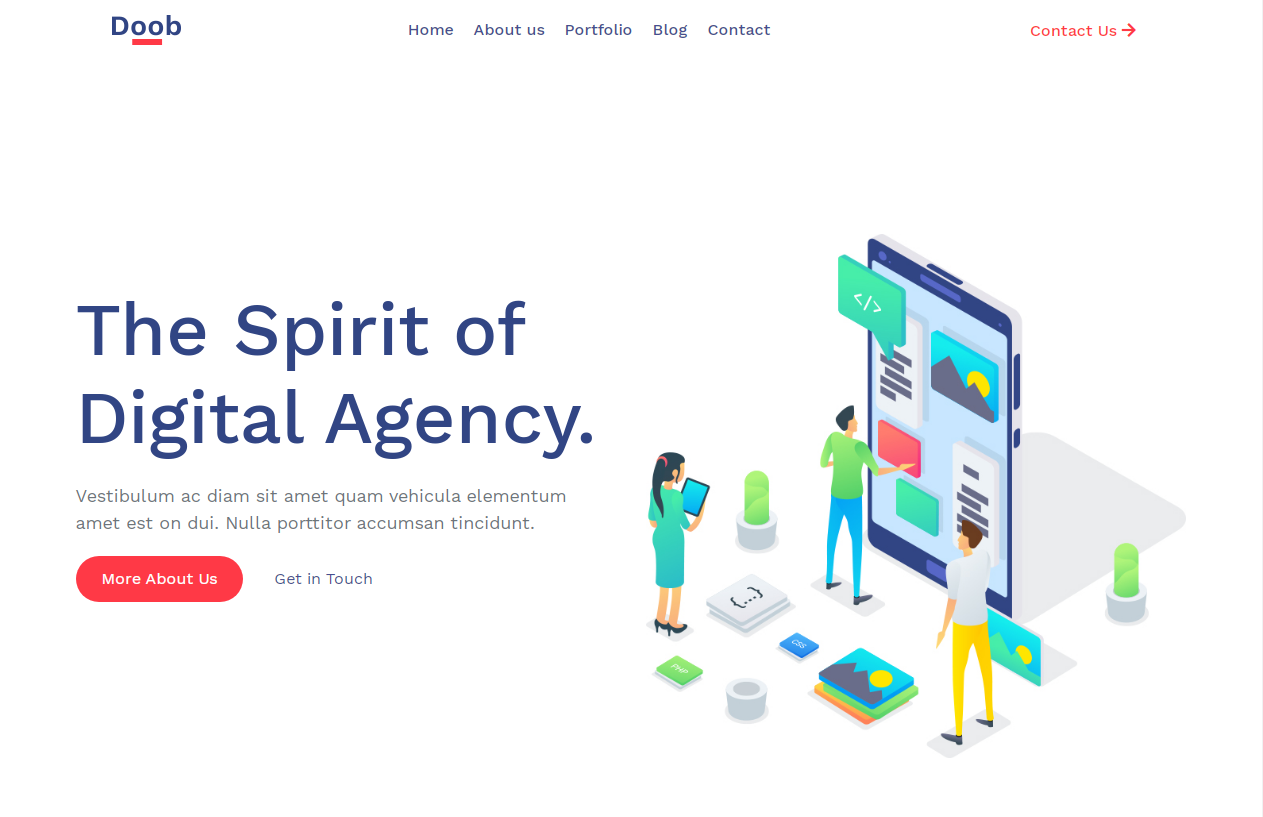 Doob
Home About us Portfolio Blog Contact
Contact Us
The Spirit of
Digital Agency.
Vestibulum ac diam sit amet quam vehicula elementum
amet est on dui. Nulla porttitor accumsan tincidunt.
More About Us
Get in Touch
</>
{...}
CSS
PHP